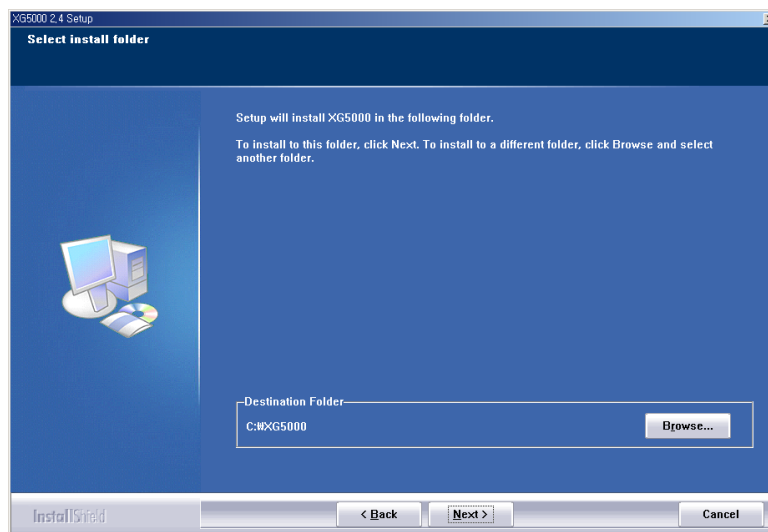 XG5000 2,4 Setup
Select install folder
Setup will install XG5000 in the following folder.
To install to this folder, click Next. To install to a different folder, click Browse and select
another folder.
Destination Folder
C:₩XG5000
Browse...
InstallShield
< Back
Next >
Cancel